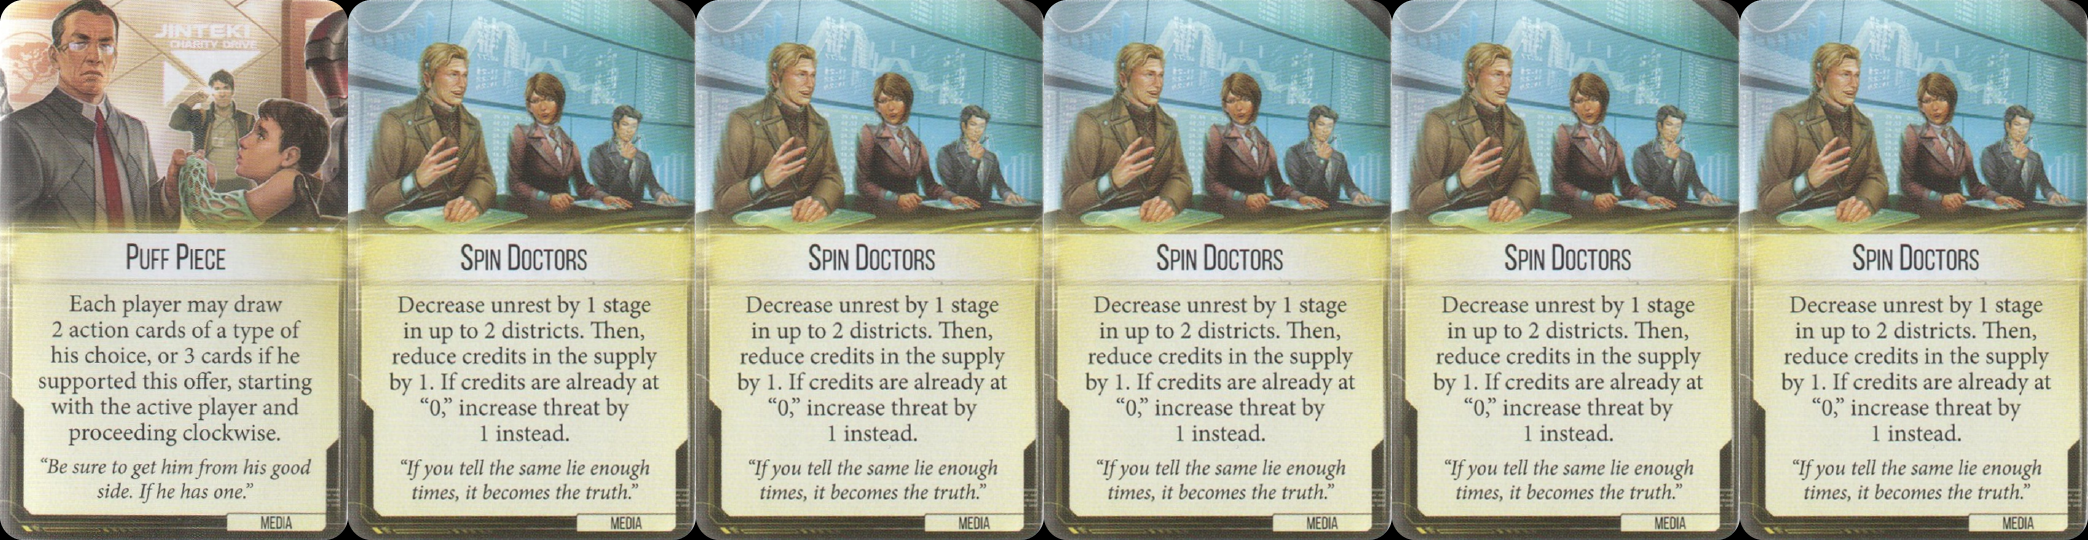 JINTEKI
CHARITY DRIVE
PUFF PIECE
Each player may draw
2 action cards of a type of
his choice, or 3 cards if he
supported this offer, starting
with the active player and
proceeding clockwise.
“Be sure to get him from his good
side. If he has one.”
MEDIA
SPIN DOCTORS
Decrease unrest by 1 stage
in up to 2 districts. Then,
reduce credits in the supply
by 1. If credits are already at
“0,” increase threat by
1 instead.
“If you tell the same lie enough
times, it becomes the truth.”
MEDIA
SPIN DOCTORS
Decrease unrest by 1 stage
in up to 2 districts. Then,
reduce credits in the supply
by 1. If credits are already at
“0,” increase threat by
1 instead.
“If you tell the same lie enough
times, it becomes the truth.”
MEDIA
SPIN DOCTORS
Decrease unrest by 1 stage
in up to 2 districts. Then,
reduce credits in the supply
by 1. If credits are already at
“0,” increase threat by
1 instead.
“If you tell the same lie enough
times, it becomes the truth.”
MEDIA
SPIN DOCTORS
Decrease unrest by 1 stage
in up to 2 districts. Then,
reduce credits in the supply
by 1. If credits are already at
“0,” increase threat by
1 instead.
“If you tell the same lie enough
times, it becomes the truth.”
MEDIA
SPIN DOCTORS
Decrease unrest by 1 stage
in up to 2 districts. Then,
reduce credits in the supply
by 1. If credits are already at
“0,” increase threat by
1 instead.
“If you tell the same lie enough
times, it becomes the truth.”
MEDIA